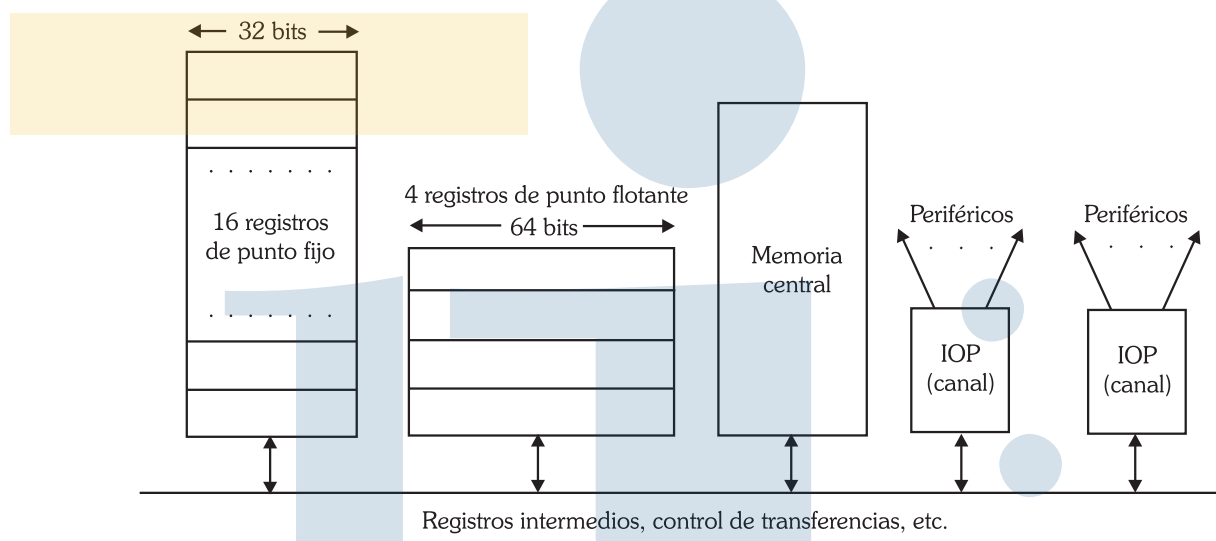 32 bits
16 registros
de punto fijo
4 registros de punto flotante
64 bits
Memoria
central
Periféricos
IOP
(canal)
Periféricos
IOP
(canal)
Registros intermedios, control de transferencias, etc.